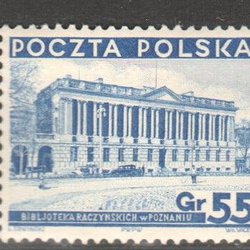 POCZTA POLSKA
Gr 55
BIBLJOTEKA RACZYŃSKICH W POZNANIU